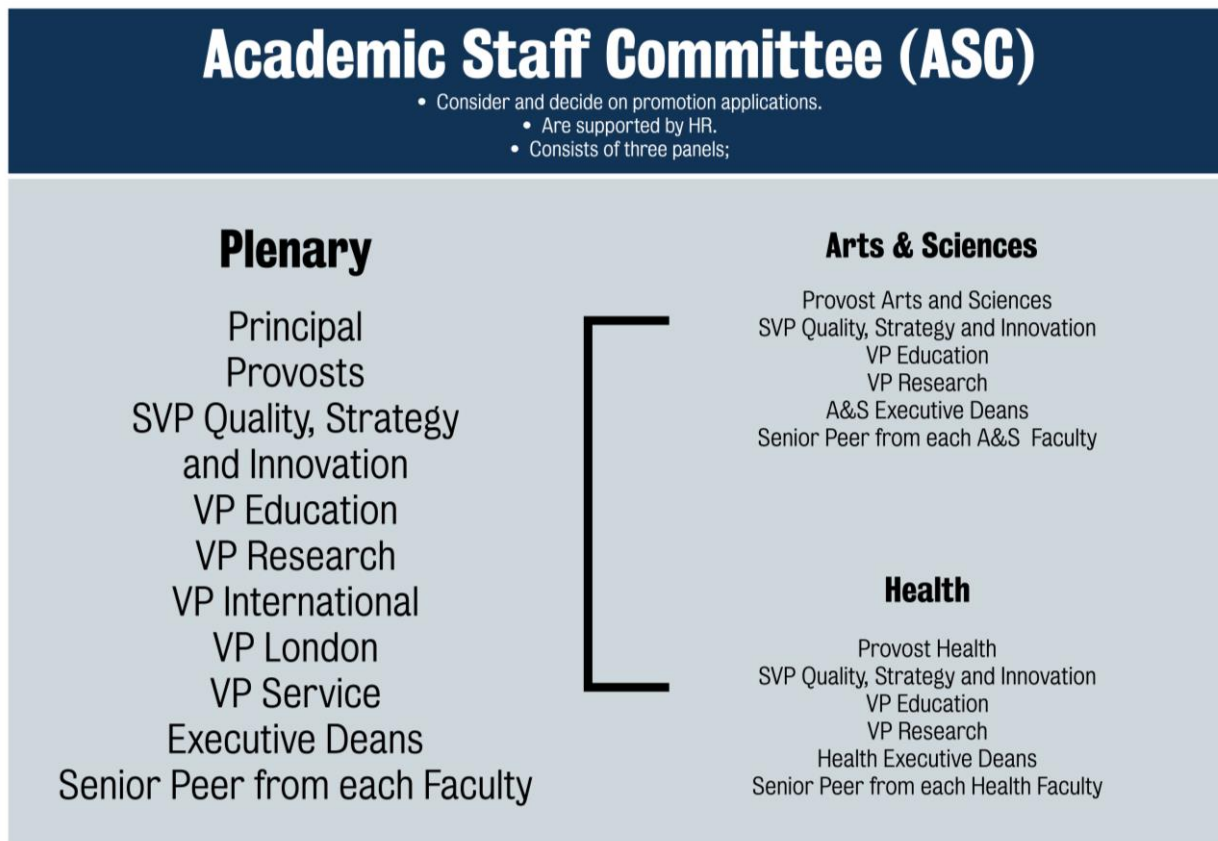 Academic Staff Committee (ASC)
• Consider and decide on promotion applications.
• Are supported by HR.
• Consists of three panels;
Plenary
Principal
Provosts
SVP Quality, Strategy
and Innovation
VP Education
VP Research
VP International
VP London
VP Service
Executive Deans
Senior Peer from each Faculty
Arts & Sciences
Provost Arts and Sciences
SVP Quality, Strategy and Innovation
VP Education
VP Research
A&S Executive Deans
Senior Peer from each A&S Faculty
Health
Provost Health
SVP Quality, Strategy and Innovation
VP Education
VP Research
Health Executive Deans
Senior Peer from each Health Faculty